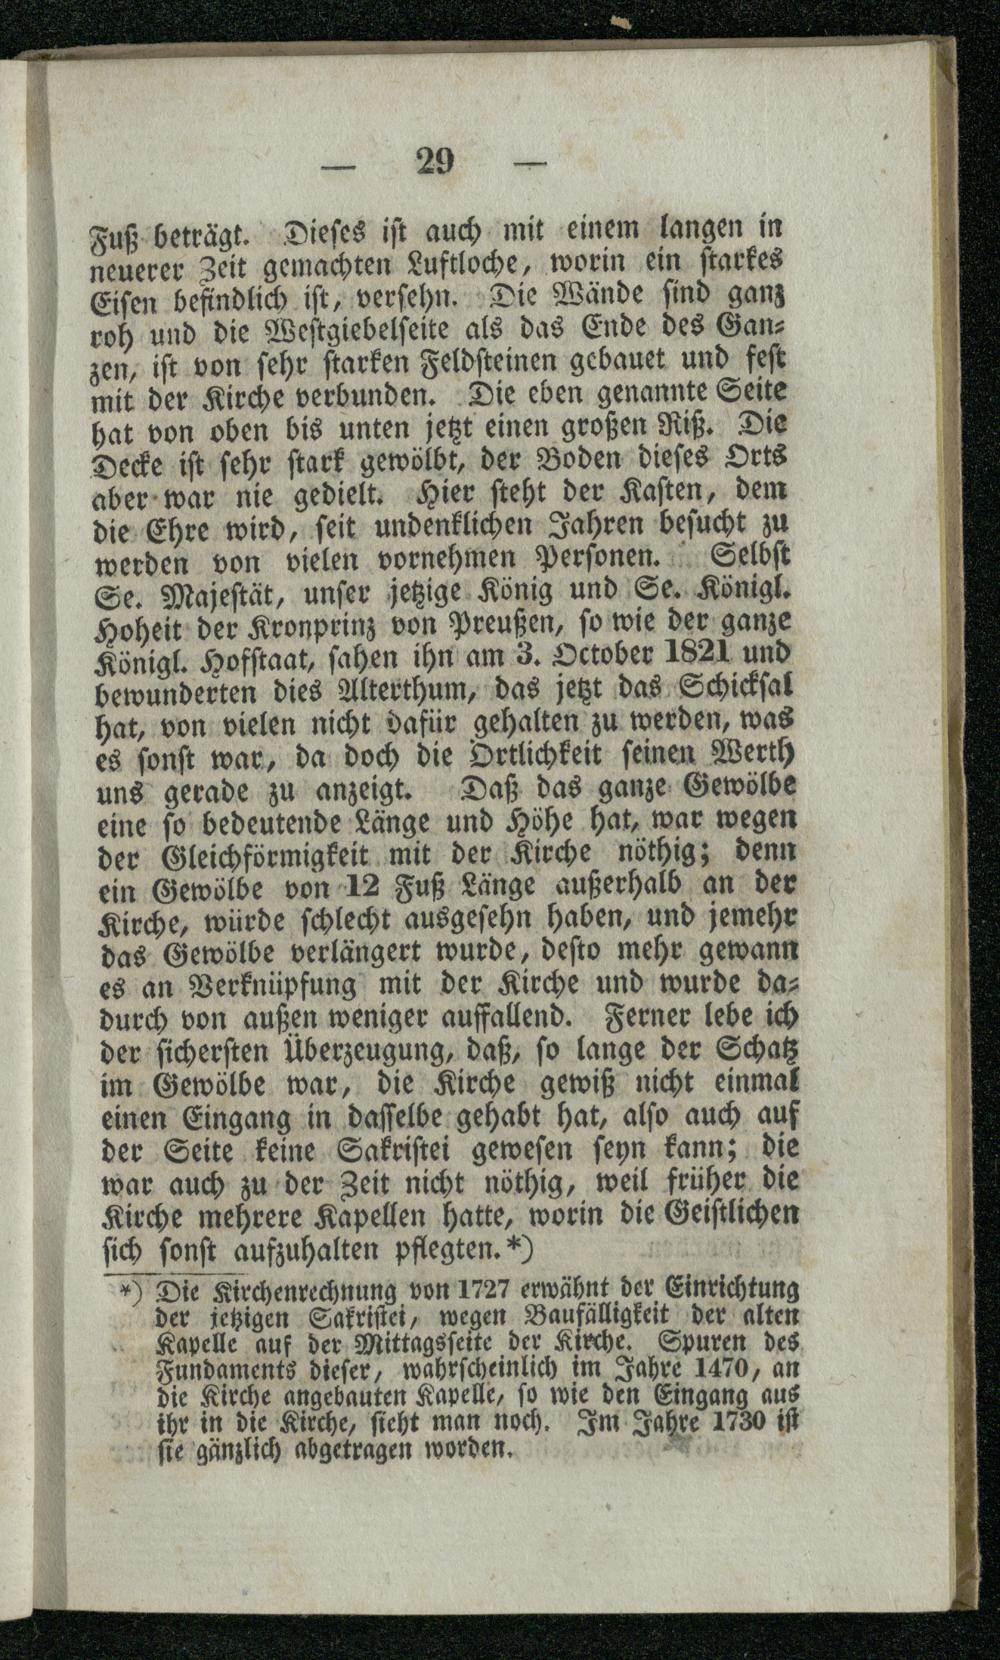 — 29 —
Fuß beträgt. Dieses ist auch mit einem langen in
neuerer Zeit gemachten Luftloche, worin ein starkes
Eisen befindlich ist, versehn. Die Wände sind ganz
roh und die Westgiebelseite als das Ende des Gan-
zen, ist von sehr starken Feldsteinen gebauet und fest
mit der Kirche verbunden. Die eben genannte Seite
hat von oben bis unten jetzt einen großen Riß. Die
Decke ist sehr stark gewölbt, der Boden dieses Orts
aber war nie gedielt. Hier steht der Kasten, dem
die Ehre wird, seit undenklichen Jahren besucht zu
werden von vielen vornehmen Personen. Selbst
Se. Majestät, unser jetzige König und Se. Königl.
Hoheit der Kronprinz von Preußen, so wie der ganze
Königl. Hofstaat, sahen ihn am 3. October 1821 und
bewunderten dies Alterthum, das jetzt das Schicksal
hat, von vielen nicht dafür gehalten zu werden, was
es sonst war, da doch die Örtlichkeit seinen Werth
uns gerade zu anzeigt. Daß das ganze Gewölbe
eine so bedeutende Länge und Höhe hat, war wegen
der Gleichförmigkeit mit der Kirche nöthig; denn
ein Gewölbe von 12 Fuß Länge außerhalb an der
Kirche, würde schlecht ausgesehn haben, und jemehr
das Gewölbe verlängert wurde, desto mehr gewann
es an Verknüpfung mit der Kirche und wurde da-
durch von außen weniger auffallend. Ferner lebe ich
der sichersten Überzeugung, daß, so lange der Schatz
im Gewölbe war, die Kirche gewiß nicht einmal
einen Eingang in dasselbe gehabt hat, also auch auf
der Seite keine Sakristei gewesen seyn kann; die
war auch zu der Zeit nicht nöthig, weil früher die
Kirche mehrere Kapellen hatte, worin die Geistlichen
sich sonst aufzuhalten pflegten.*)
*) Die Kirchenrechnung von 1727 erwähnt der Einrichtung
der jetzigen Sakristei, wegen Baufälligkeit der alten
Kapelle auf der Mittagsseite der Kirche. Spuren des
Fundaments dieser, wahrscheinlich im Jahre 1470, an
die Kirche angebauten Kapelle, so wie den Eingang aus
ihr in die Kirche, sieht man noch. Im Jahre 1730 ist
sie gänzlich abgetragen worden.